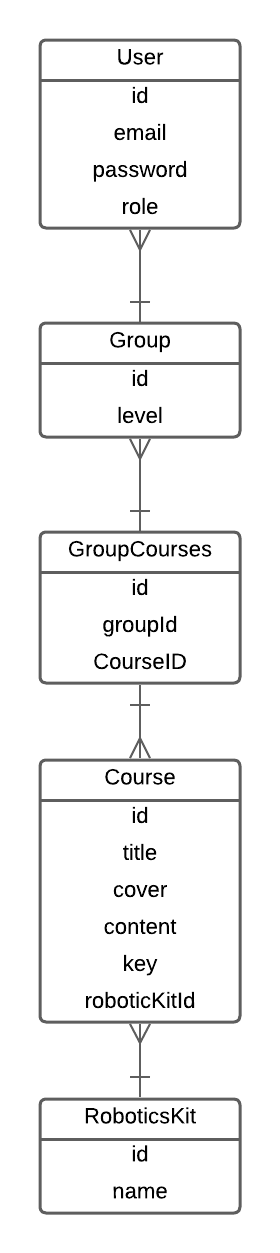 User
id
email
password
role
Group
id
level
GroupCourses
id
groupId
CourseID
Course
id
title
cover
content
key
roboticKitId
RoboticsKit
id
name